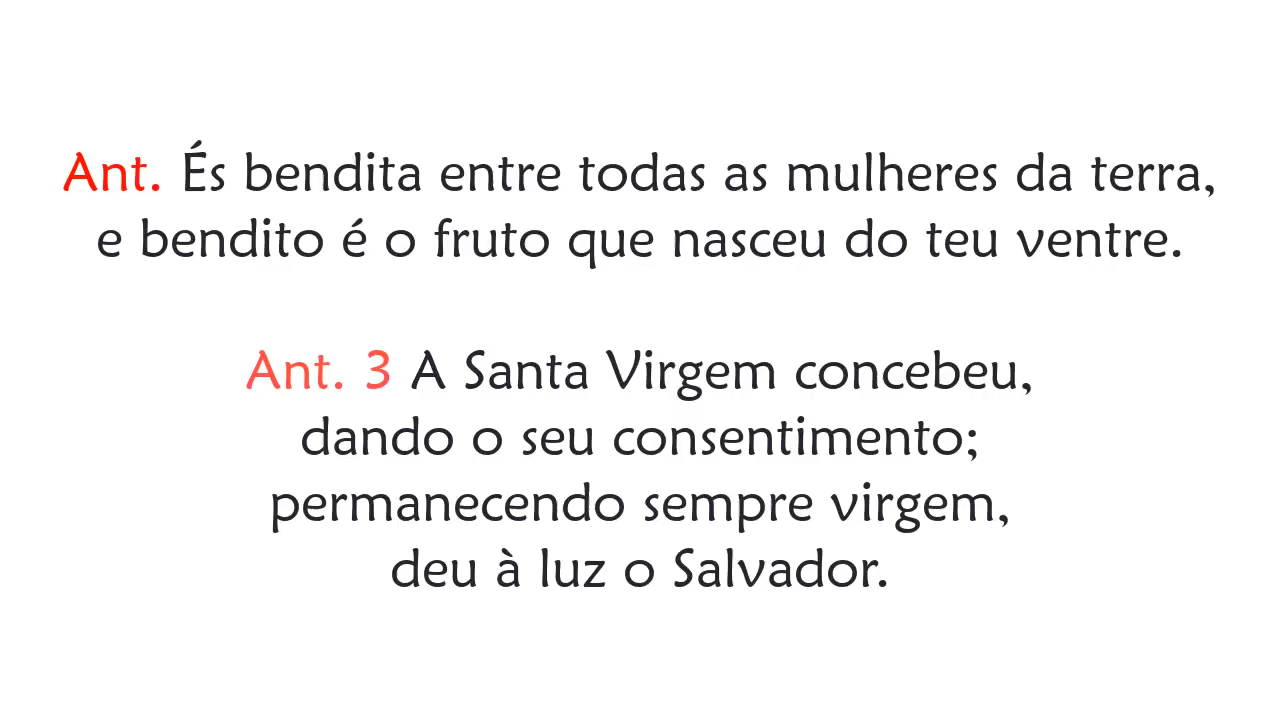 Ant. És bendita entre todas as mulheres da terra,
e bendito é o fruto que nasceu do teu ventre.
Ant. 3 A Santa Virgem concebeu,
dando o seu consentimento;
permanecendo sempre virgem,
deu à luz o Salvador.